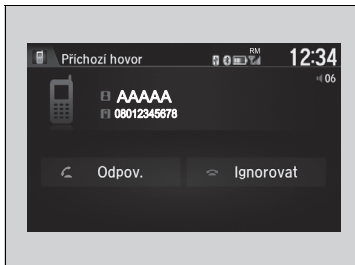 Příchozí hovor RM 12:34
06
AAAAA
08012345678
Odpov. Ignorovat